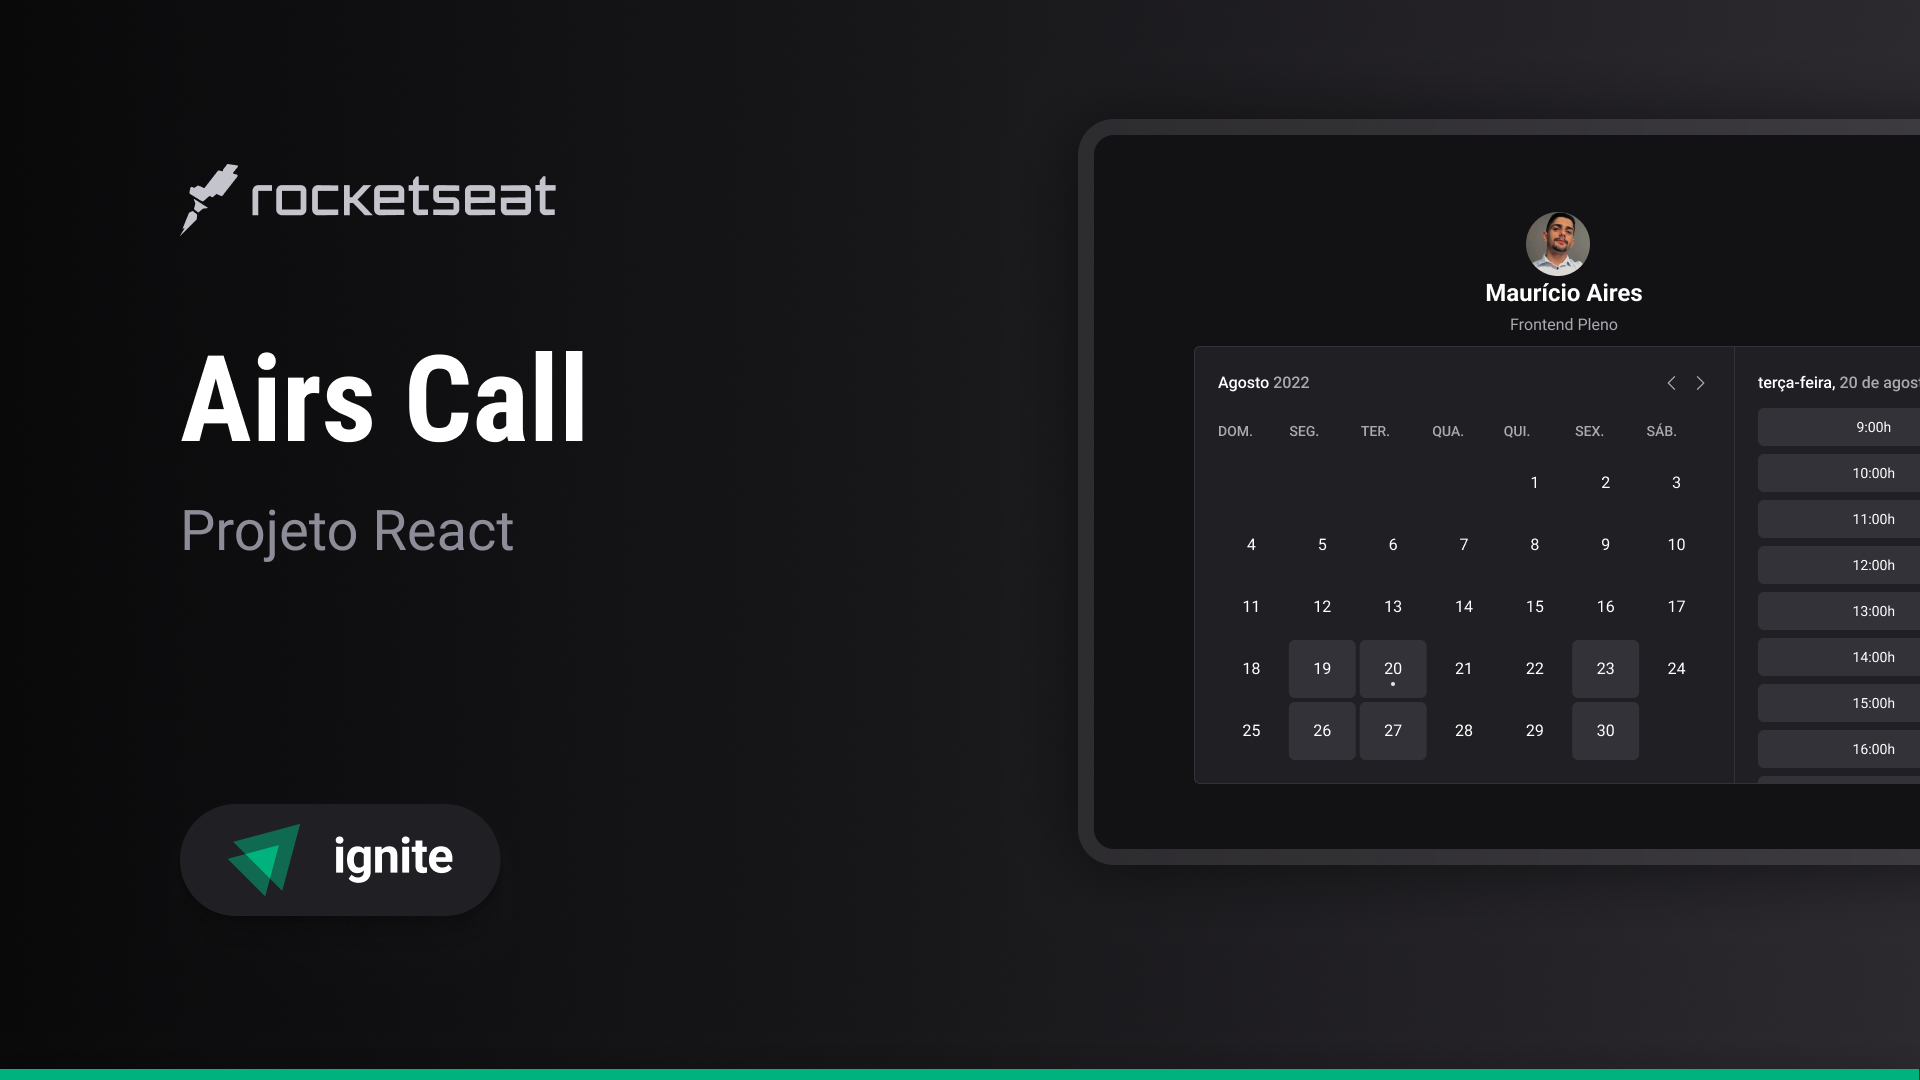 rocketseat
Airs Call
Projeto React
ignite
Maurício Aires
Frontend Pleno
Agosto 2022
DOM. SEG. TER. QUA. QUI. SEX. SÁB.
1 2 3
4 5 6 7 8 9 10
11 12 13 14 15 16 17
18 19 20 21 22 23 24
25 26 27 28 29 30
terça-feira, 20 de agost
9:00h
10:00h
11:00h
12:00h
13:00h
14:00h
15:00h
16:00h